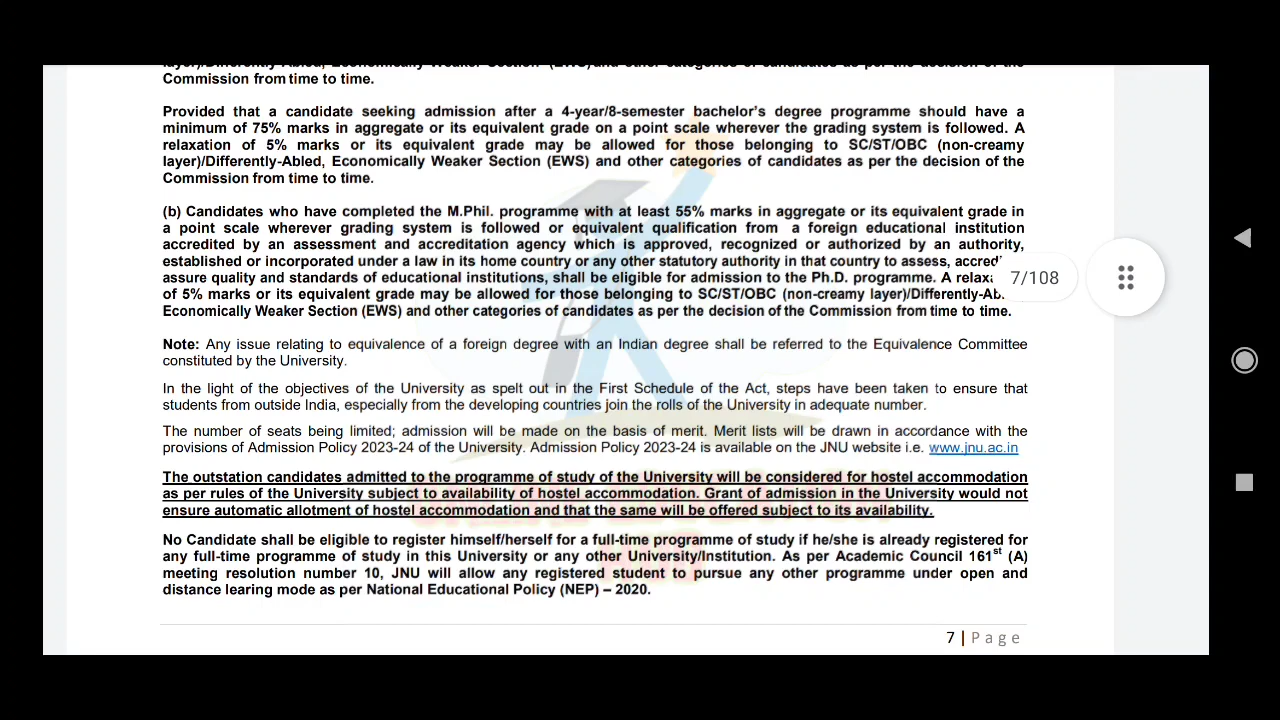 layer)/Differently-Abled, Economically Weaker Section (EWS)and other categories of candidates as per the decision of the
Commission from time to time.
Provided that a candidate seeking admission after a 4-year/8-semester bachelor's degree programme should have a
minimum of 75% marks in aggregate or its equivalent grade on a point scale wherever the grading system is followed. A
relaxation of 5% marks or its equivalent grade may be allowed for those belonging to SC/ST/OBC (non-creamy
layer)/Differently-Abled, Economically Weaker Section (EWS) and other categories of candidates as per the decision of the
Commission from time to time.
(b) Candidates who have completed the M.Phil. programme with at least 55% marks in aggregate or its equivalent grade in
a point scale wherever grading system is followed or equivalent qualification from a foreign educational institution
accredited by an assessment and accreditation agency which is approved, recognized or authorized by an authority,
established or incorporated under a law in its home country or any other statutory authority in that country to assess,
assure quality and standards of educational institutions, shall be eligible for admission to the Ph.D. programme. A
7/108
of 5% marks or its equivalent grade may be allowed for those belonging to SC/ST/OBC (non-creamy layer)/Differently-
Economically Weaker Section (EWS) and other categories of candidates as per the decision of the Commission from time to time.
Note: Any issue relating to equivalence of a foreign degree with an Indian degree shall be referred to the Equivalence Committee
constituted by the University.
In the light of the objectives of the University as spelt out in the First Schedule of the Act, steps have been taken to ensure that
students from outside India, especially from the developing countries join the rolls of the University in adequate number.
The number of seats being limited; admission will be made on the basis of merit. Merit lists will be drawn in accordance with the
provisions of Admission Policy 2023-24 of the University. Admission Policy 2023-24 is available on the JNU website i.e. www.jnu.ac.in
The outstation candidates admitted to the programme of study of the University will be considered for hostel accommodation
as per rules of the University subject to availability of hostel accommodation. Grant of admission in the University would not
ensure automatic allotment of hostel accommodation and that the same will be offered subject to its availability.
No Candidate shall be eligible to register himself/herself for a full-time programme of study if he/she is already registered for
any full-time programme of study in this University or any other University/Institution. As per Academic Council 161st (A)
meeting resolution number 10, JNU will allow any registered student to pursue any other programme under open and
distance learing mode as per National Educational Policy (NEP) – 2020.
7 | Page